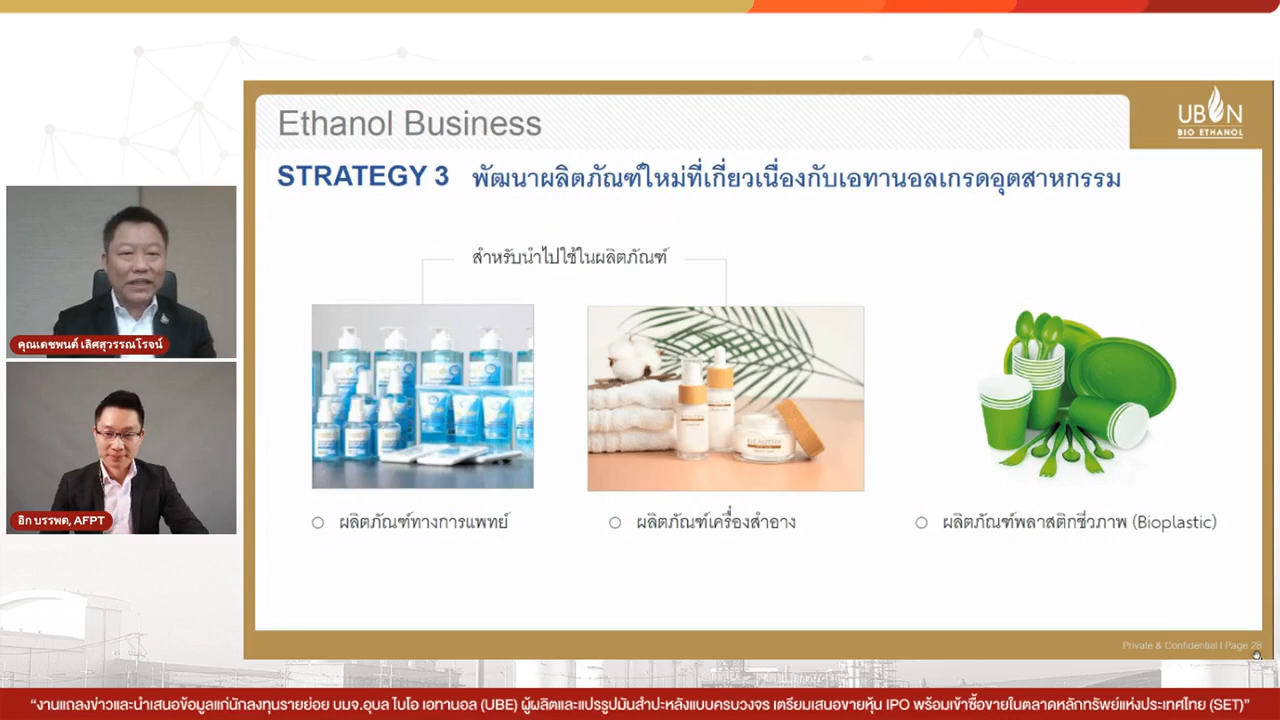 Ethanol Business
UBON
BIO ETHANOL
STRATEGY 3 พัฒนาผลิตภัณฑ์ใหม่ที่เกี่ยวเนื่องกับเอทานอลเกรดอุตสาหกรรม
สำหรับนำไปใช้ในผลิตภัณฑ์
คุณเดชพนต์ เลิศสุวรรณโรจน์
อิก บรรพต, AFPT
ผลิตภัณฑ์ทางการแพทย์
ผลิตภัณฑ์เครื่องสำอาง
ผลิตภัณฑ์พลาสติกชีวภาพ (Bioplastic)
Private & Confidential I Page 28
“งานแถลงข่าวและนำเสนอข้อมูลแก่นักลงทุนรายย่อย บมจ.อุบล ไบโอ เอทานอล (UBE) ผู้ผลิตและแปรรูปมันสำปะหลังแบบครบวงจร เตรียมเสนอขายหุ้น IPO พร้อมเข้าซื้อขายในตลาดหลักทรัพย์แห่งประเทศไทย (SET)”